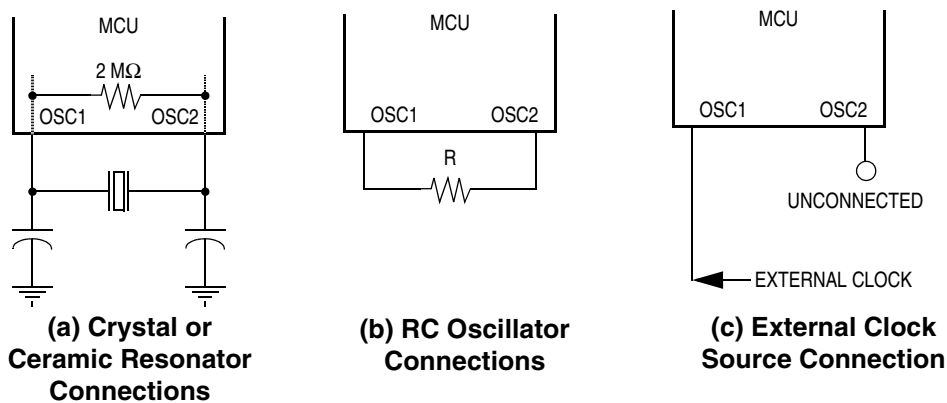 MCU
2 MΩ
OSC1 OSC2
(a) Crystal or
Ceramic Resonator
Connections
MCU
OSC1 OSC2
R
(b) RC Oscillator
Connections
MCU
OSC1 OSC2
UNCONNECTED
EXTERNAL CLOCK
(c) External Clock
Source Connection